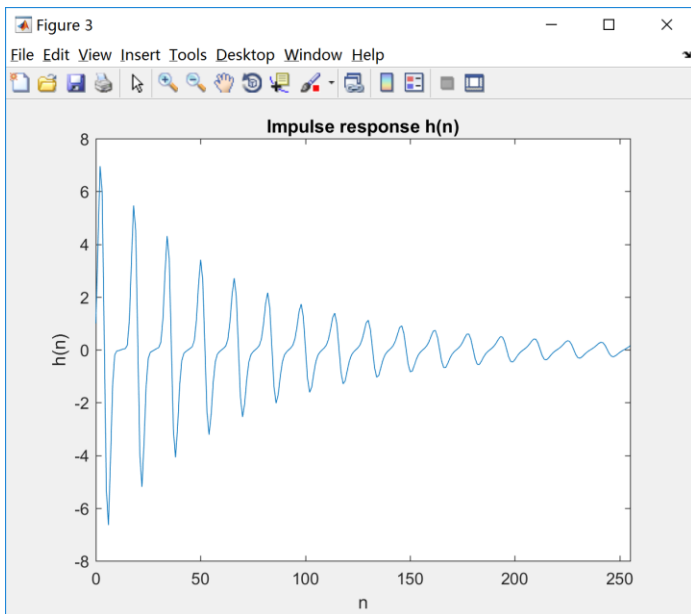 Figure 3
File Edit View Insert Tools Desktop Window Help
Impulse response h(n)
8
6
4
2
0
-2
-4
-6
-8
h(n)
0 50 100 150 200 250
n